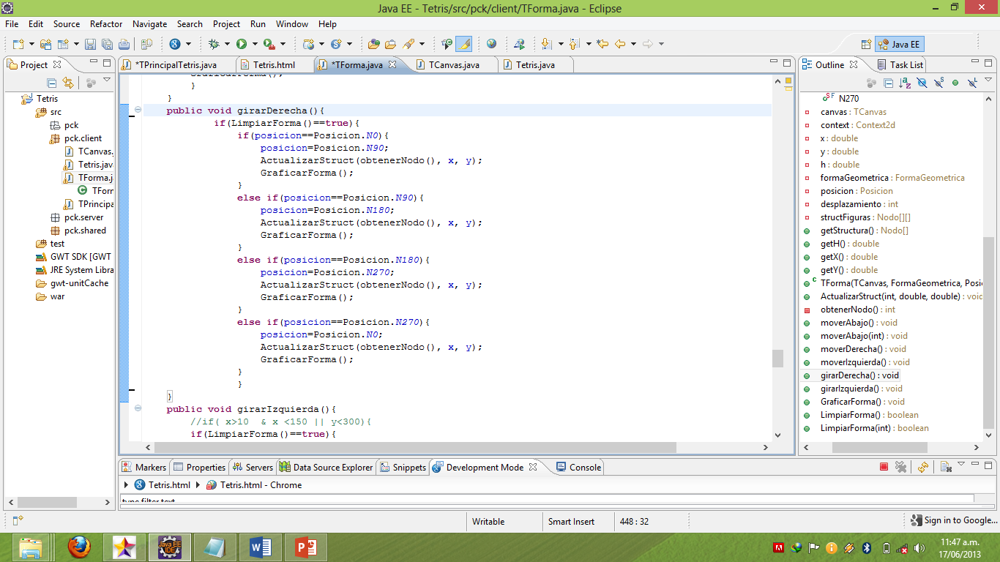 Java EE - Tetris/src/pck/client/TForma.java - Eclipse
File Edit Source Refactor Navigate Search Project Run Window Help
Java EE
Project
Tetris
src
pck
pck.client
TCanvas.
Tetris.jav
TForma.j
TForr
TPrincipa
pck.server
pck.shared
test
GWT SDK [GWT
JRE System Libra
gwt-unitCache
war
*TPrincipalTetris.java Tetris.html *TForma.java TCanvas.java Tetris.java
}
}
public void girarDerecha(){
if(LimpiarForma()==true){
if(posicion==Posicion.N0){
posicion=Posicion.N90;
ActualizarStruct(obtenerNodo(), x, y);
GraficarForma();
}
else if(posicion==Posicion.N90){
posicion=Posicion.N180;
ActualizarStruct(obtenerNodo(), x, y);
GraficarForma();
}
else if(posicion==Posicion.N180){
posicion=Posicion.N270;
ActualizarStruct(obtenerNodo(), x, y);
GraficarForma();
}
else if(posicion==Posicion.N270){
posicion=Posicion.N0;
ActualizarStruct(obtenerNodo(), x, y);
GraficarForma();
}
}
}
public void girarIzquierda(){
//if( x>10  & x <150 || y<300){
if(LimpiarForma()==true){
Outline Task List
N270
canvas : TCanvas
context : Context2d
x : double
y : double
h : double
formaGeometrica : FormaGeometrica
posicion : Posicion
desplazamiento : int
structFiguras : Nodo[][]
getStructura() : Nodo[]
getH() : double
getX() : double
getY() : double
TForma(TCanvas, FormaGeometrica, Posi
ActualizarStruct(int, double, double) : voic
obtenerNodo() : int
moverAbajo() : void
moverAbajo(int) : void
moverDerecha() : void
moverIzquierda() : void
girarDerecha() : void
girarIzquierda() : void
GraficarForma() : void
LimpiarForma() : boolean
LimpiarForma(int) : boolean
Markers Properties Servers Data Source Explorer Snippets Development Mode Console
Tetris.html Tetris.html - Chrome
type filter text
Writable Smart Insert 448 : 32 Sign in to Google...
Java EE
IDE
11:47 a.m.
17/06/2013